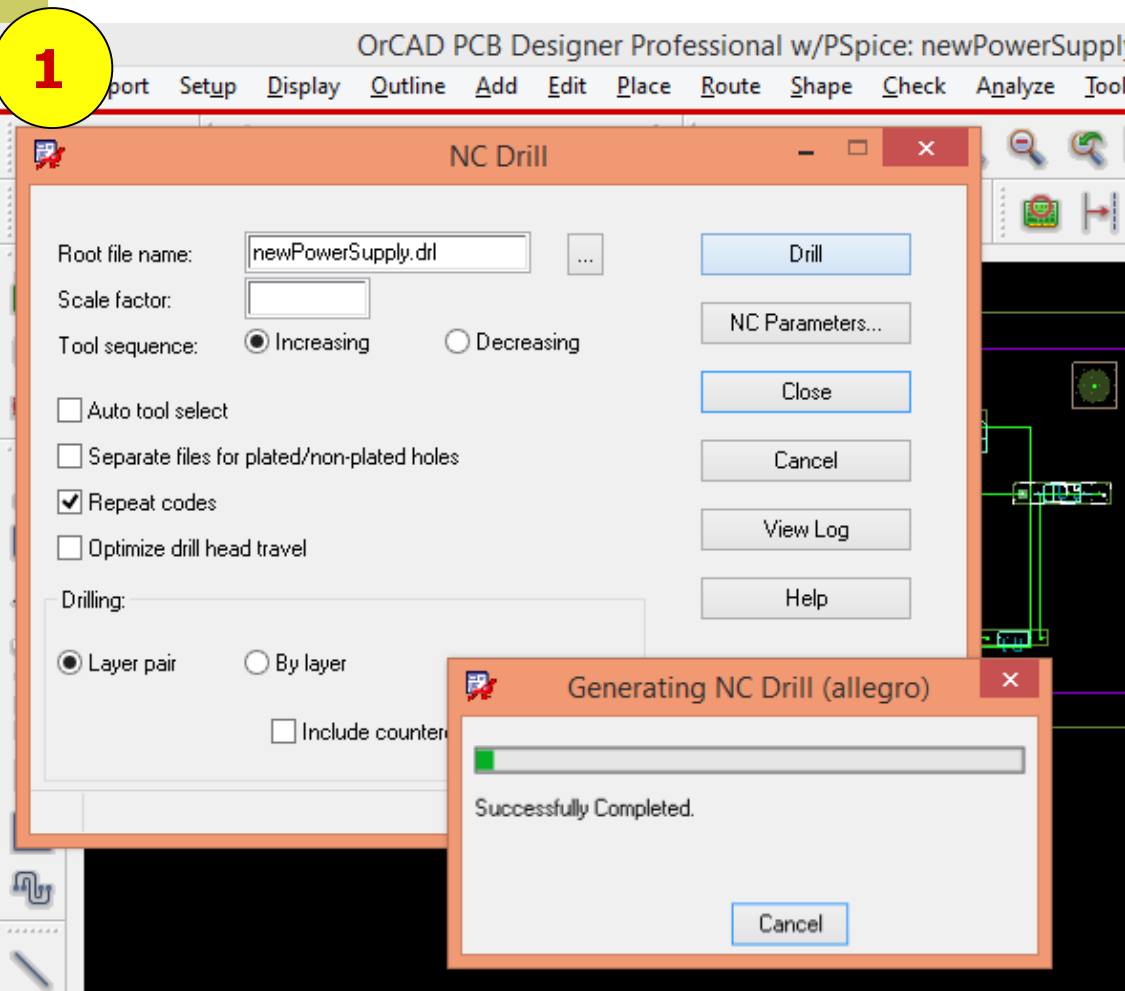 1
OrCAD PCB Designer Professional w/PSpice: newPowerSupply
port Setup Display Outline Add Edit Place Route Shape Check Analyze Tool
NC Drill
Root file name: newPowerSupply.drl ... Drill
Scale factor:
NC Parameters...
Tool sequence: Increasing Decreasing
Close
Auto tool select
Separate files for plated/non-plated holes Cancel
Repeat codes
View Log
Optimize drill head travel
Drilling: Help
Layer pair By layer
Generating NC Drill (allegro)
Include counter
Successfully Completed.
Cancel